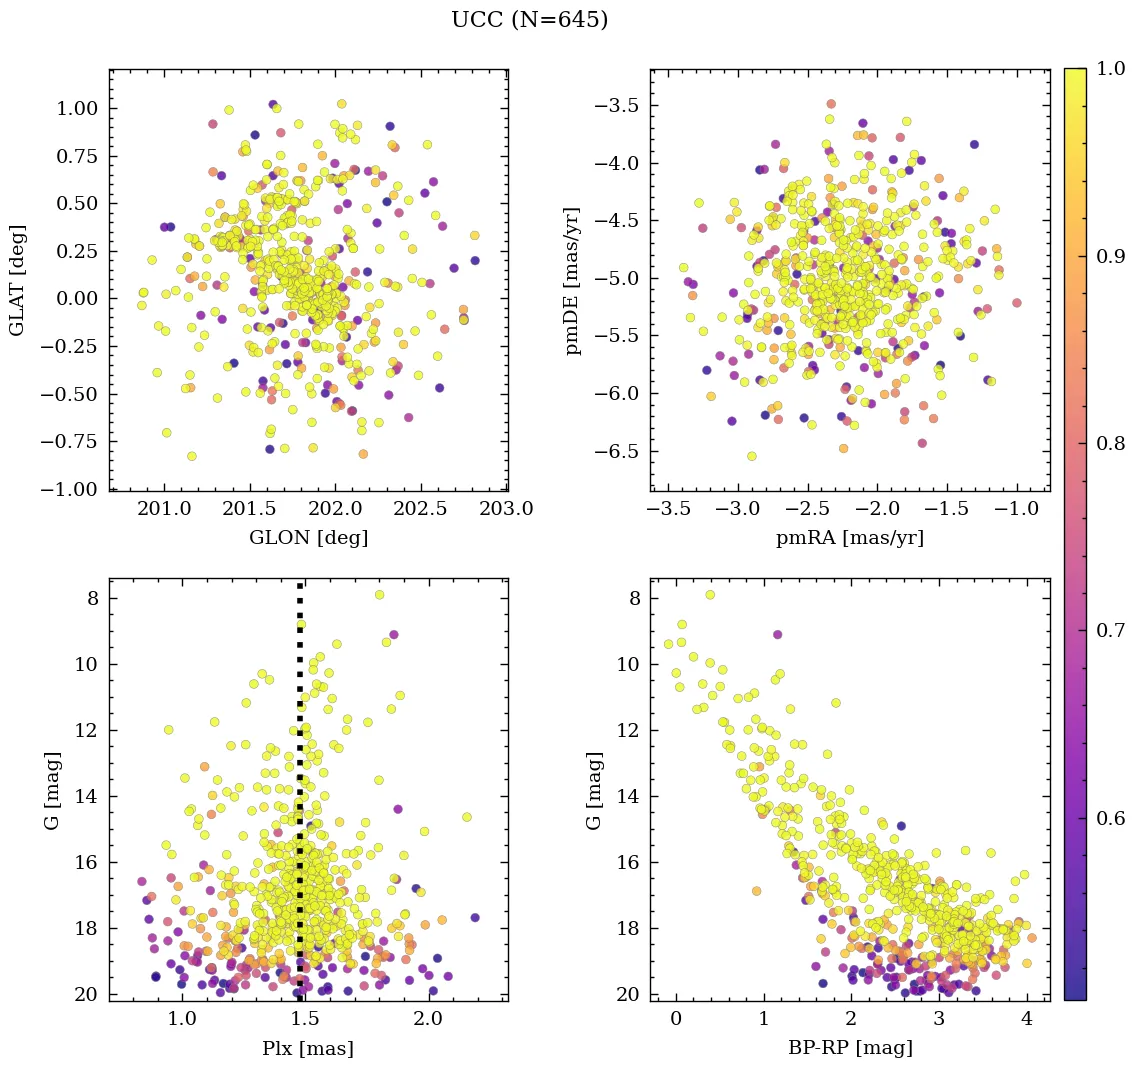 UCC (N=645)
1.00
0.75
0.50
0.25
0.00
−0.25
−0.50
−0.75
−1.00
GLAT [deg]
201.0 201.5 202.0 202.5 203.0
GLON [deg]
−3.5
−4.0
−4.5
−5.0
−5.5
−6.0
−6.5
pmDE [mas/yr]
−3.5 −3.0 −2.5 −2.0 −1.5 −1.0
pmRA [mas/yr]
8
10
12
14
16
18
20
G [mag]
1.0 1.5 2.0
Plx [mas]
8
10
12
14
16
18
20
G [mag]
0 1 2 3 4
BP-RP [mag]
1.0
0.9
0.8
0.7
0.6